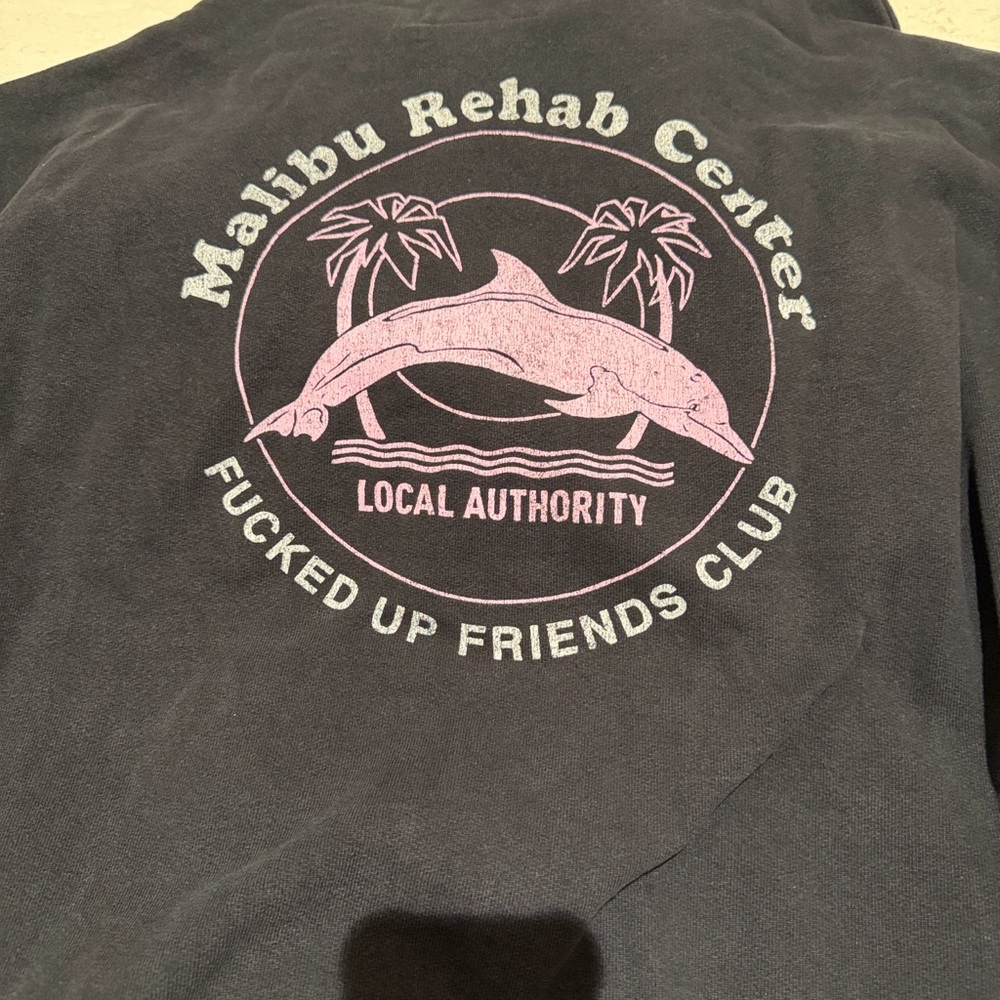 Malibu Rehab Center
LOCAL AUTHORITY
FUCKED UP FRIENDS CLUB